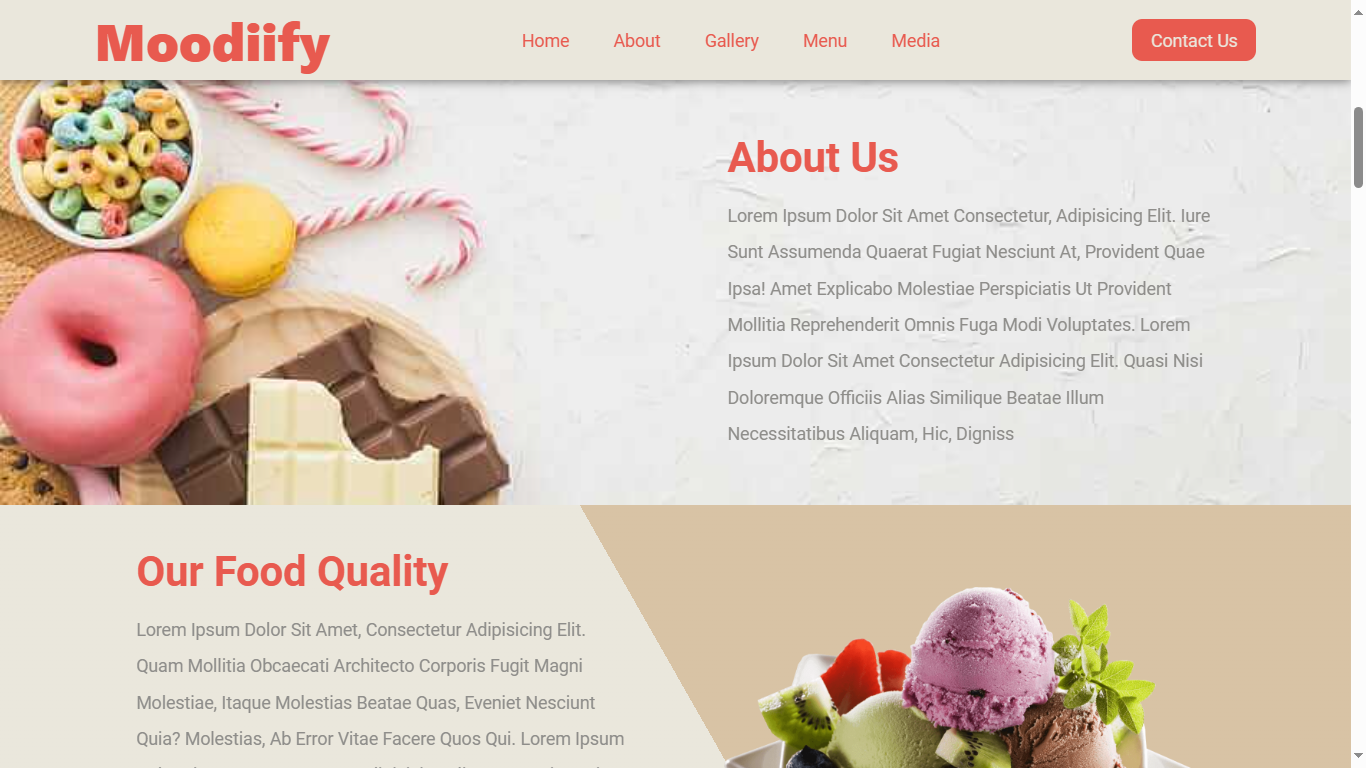 Moodiify
Home
About
Gallery
Menu
Media
Contact Us
About Us
Lorem Ipsum Dolor Sit Amet Consectetur, Adipisicing Elit. Iure
Sunt Assumenda Quaerat Fugiat Nesciunt At, Provident Quae
Ipsa! Amet Explicabo Molestiae Perspiciatis Ut Provident
Mollitia Reprehenderit Omnis Fuga Modi Voluptates. Lorem
Ipsum Dolor Sit Amet Consectetur Adipisicing Elit. Quasi Nisi
Doloremque Officiis Alias Similique Beatae Illum
Necessitatibus Aliquam, Hic, Digniss
Our Food Quality
Lorem Ipsum Dolor Sit Amet, Consectetur Adipisicing Elit.
Quam Mollitia Obcaecati Architecto Corporis Fugit Magni
Molestiae, Itaque Molestias Beatae Quas, Eveniet Nesciunt
Quia? Molestias, Ab Error Vitae Facere Quos Qui. Lorem Ipsum